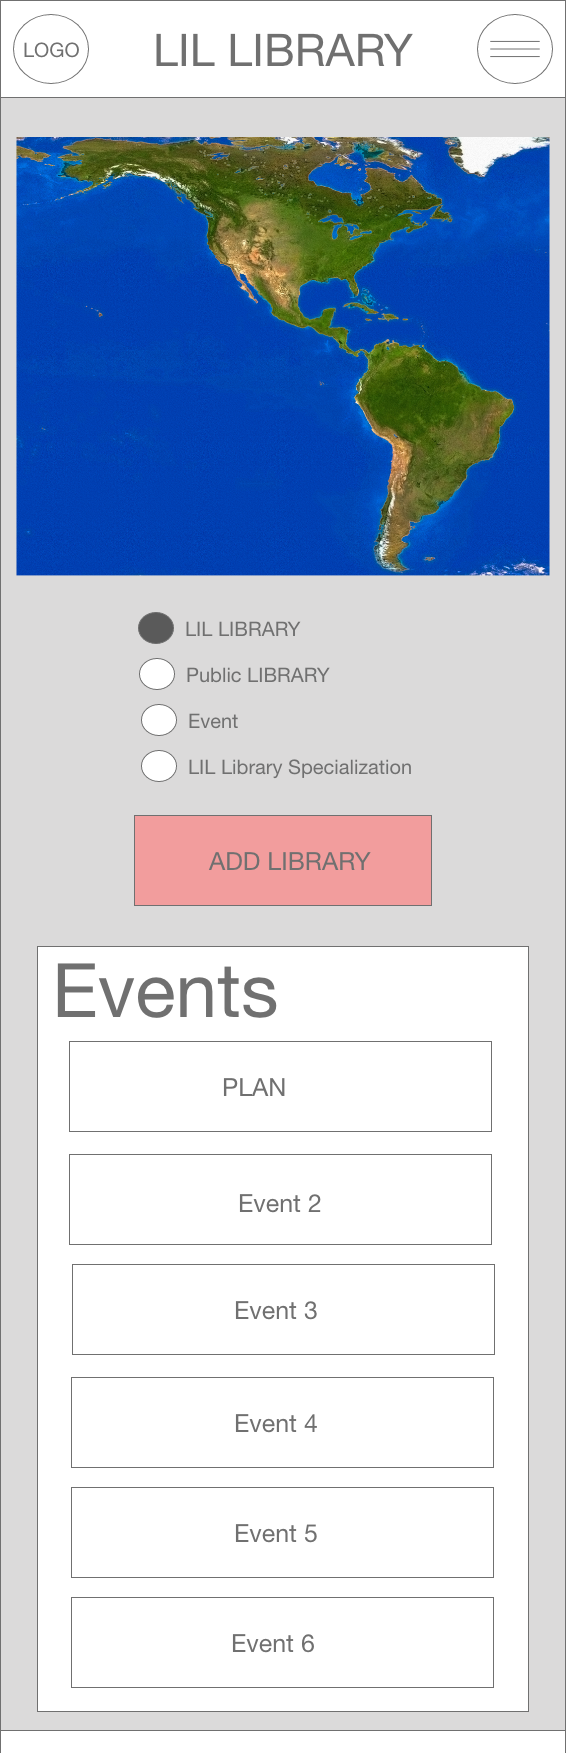 LOGO
LIL LIBRARY
LIL LIBRARY
Public LIBRARY
Event
LIL Library Specialization
ADD LIBRARY
Events
PLAN
Event 2
Event 3
Event 4
Event 5
Event 6